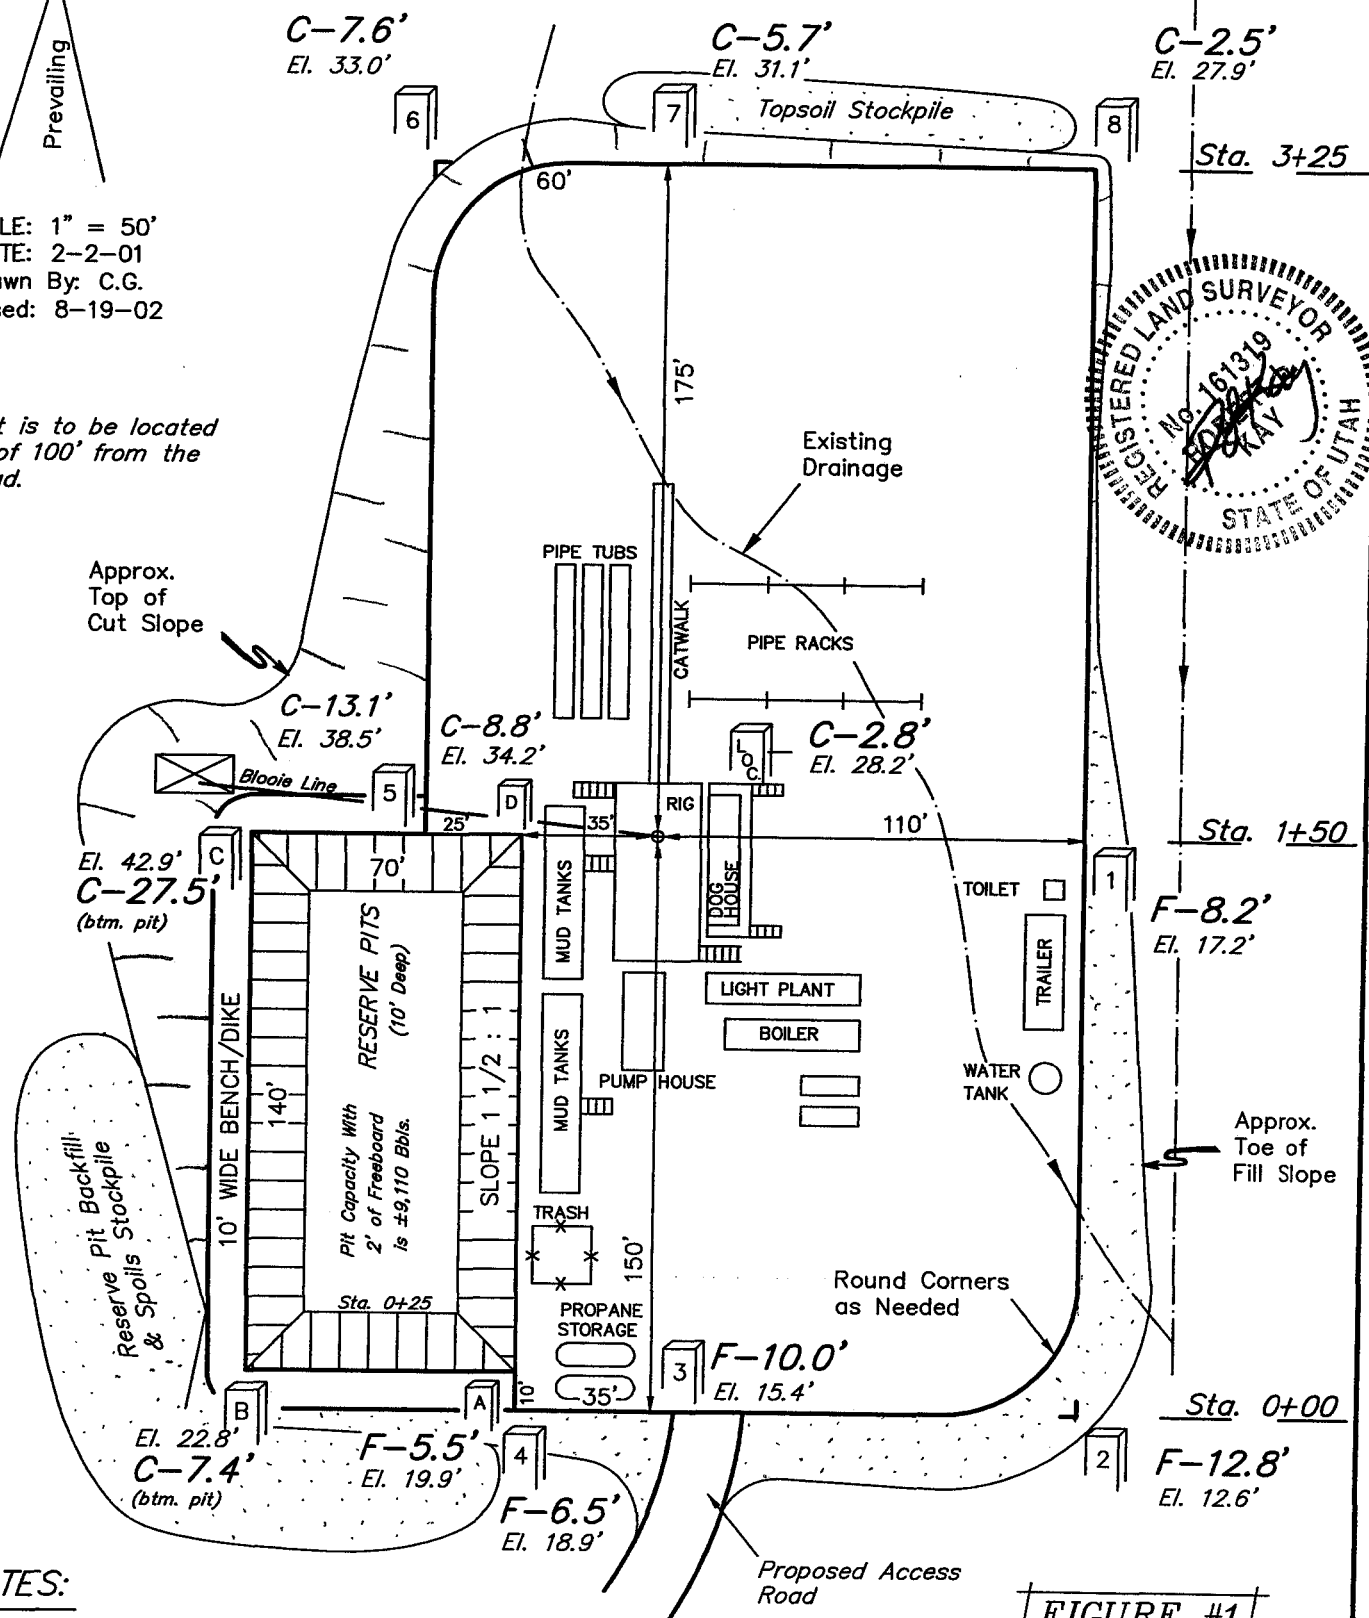 C-7.6'
El. 33.0'
C-5.7'
El. 31.1'
C-2.5'
El. 27.9'
Prevailing
6
7
8
Topsoil Stockpile
Sta. 3+25
60'
LE: 1" = 50'
TE: 2-2-01
wn By: C.G.
ed: 8-19-02
175'
REGISTERED LAND SURVEYOR
No. 161319
KAY
STATE OF UTAH
t is to be located
of 100' from the
d.
Existing
Drainage
Approx.
Top of
Cut Slope
PIPE TUBS
CATWALK
PIPE RACKS
C-13.1'
El. 38.5'
C-8.8'
El. 34.2'
LOC.
C-2.8'
El. 28.2'
Blooie Line
5
D
RIG
25'
35'
110'
Sta. 1+50
El. 42.9'
C-27.5'
(btm. pit)
C
70'
MUD TANKS
DOG
HOUSE
TOILET
1
F-8.2'
El. 17.2'
TRAILER
RESERVE PITS
(10' Deep)
LIGHT PLANT
BOILER
10' WIDE BENCH/DIKE
140'
SLOPE 1 1/2 : 1
MUD TANKS
PUMP HOUSE
WATER
TANK
Pit Capacity With
2' of Freeboard
is ±9,110 Bbls.
Approx.
Toe of
Fill Slope
Reserve Pit Backfill
& Spoils Stockpile
TRASH
150'
Sta. 0+25
PROPANE
STORAGE
Round Corners
as Needed
3
F-10.0'
El. 15.4'
10'
35'
B
A
Sta. 0+00
El. 22.8'
C-7.4'
(btm. pit)
F-5.5'
El. 19.9'
4
F-6.5'
El. 18.9'
2
F-12.8'
El. 12.6'
Proposed Access
Road
TES:
FIGURE #1